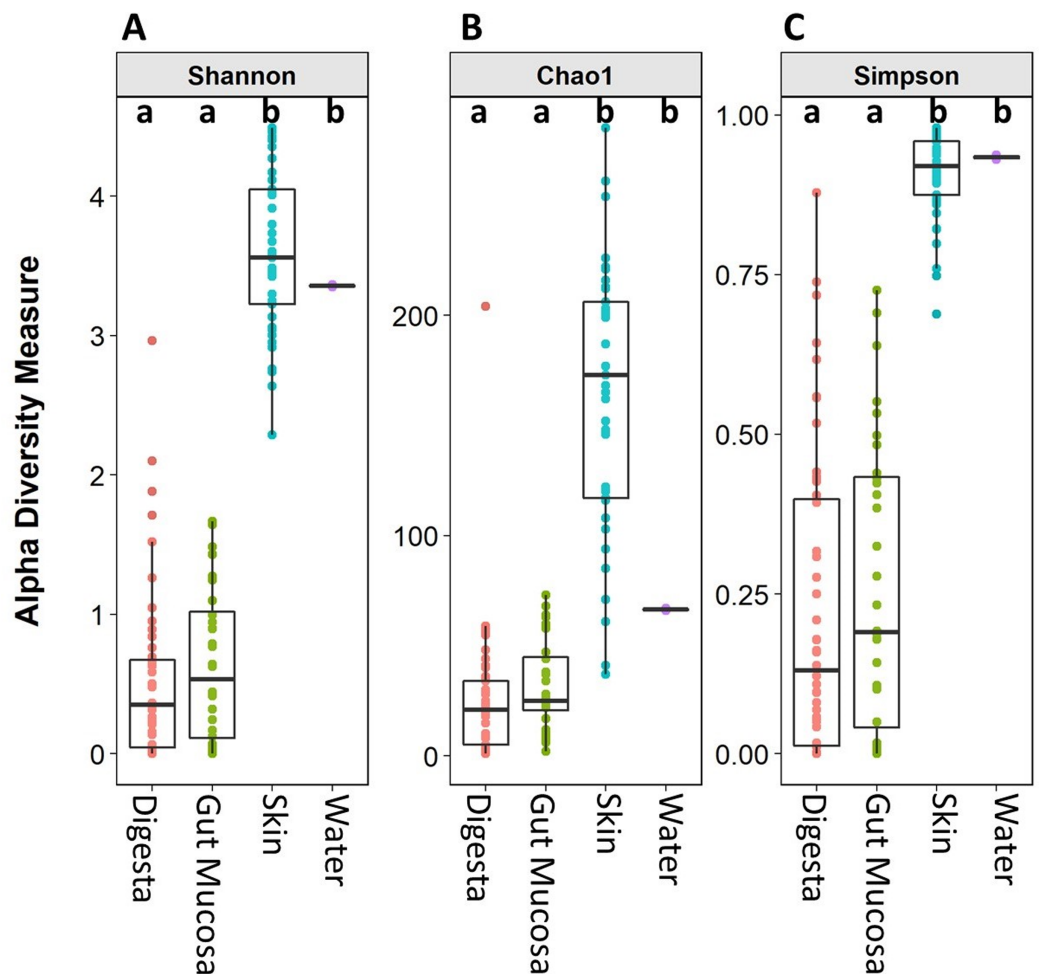 A B C
Shannon Chao1 Simpson
a a b b a a b b a a b b
Alpha Diversity Measure
4
3
2
1
0
200
100
0
1.00
0.75
0.50
0.25
0.00
Digesta
Gut Mucosa
Skin
Water
Digesta
Gut Mucosa
Skin
Water
Digesta
Gut Mucosa
Skin
Water